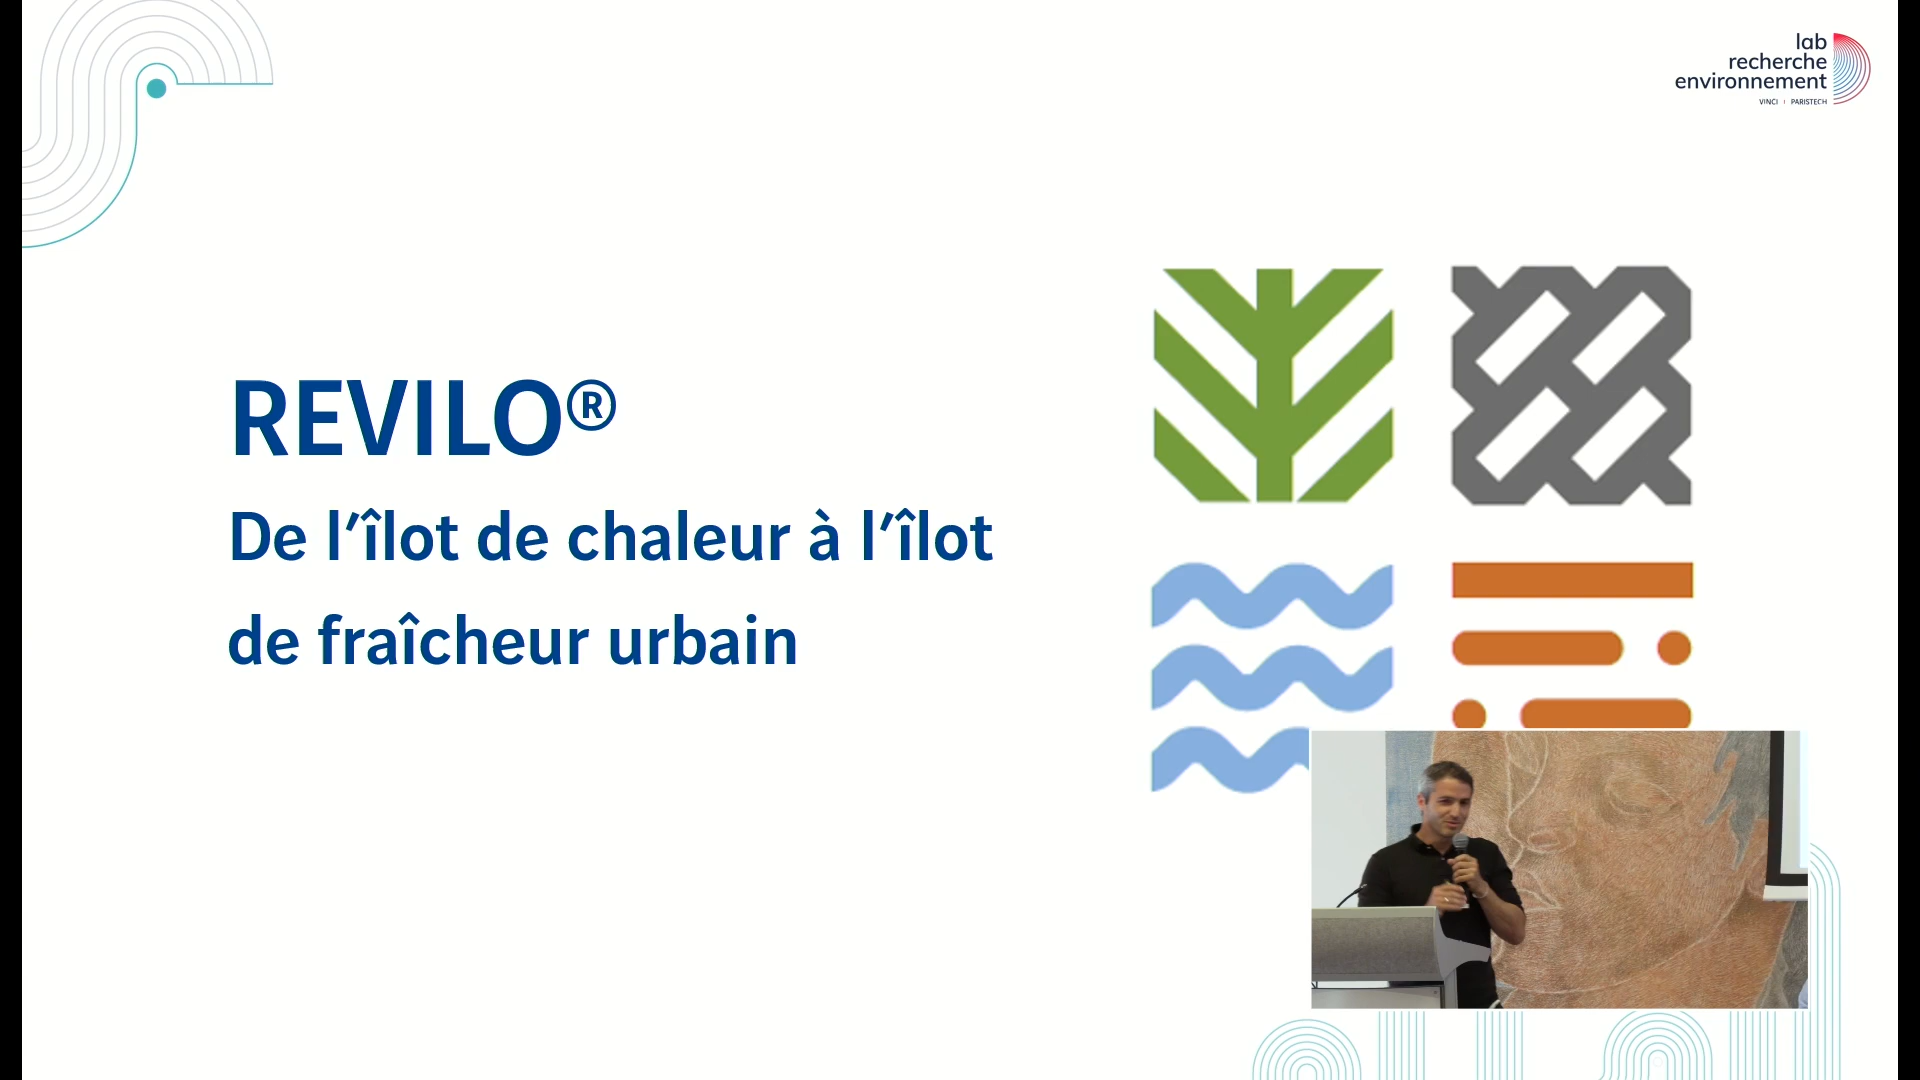 lab
recherche
environnement
VINCI | PARISTECH
REVILO®
De l'îlot de chaleur à l'îlot
de fraîcheur urbain